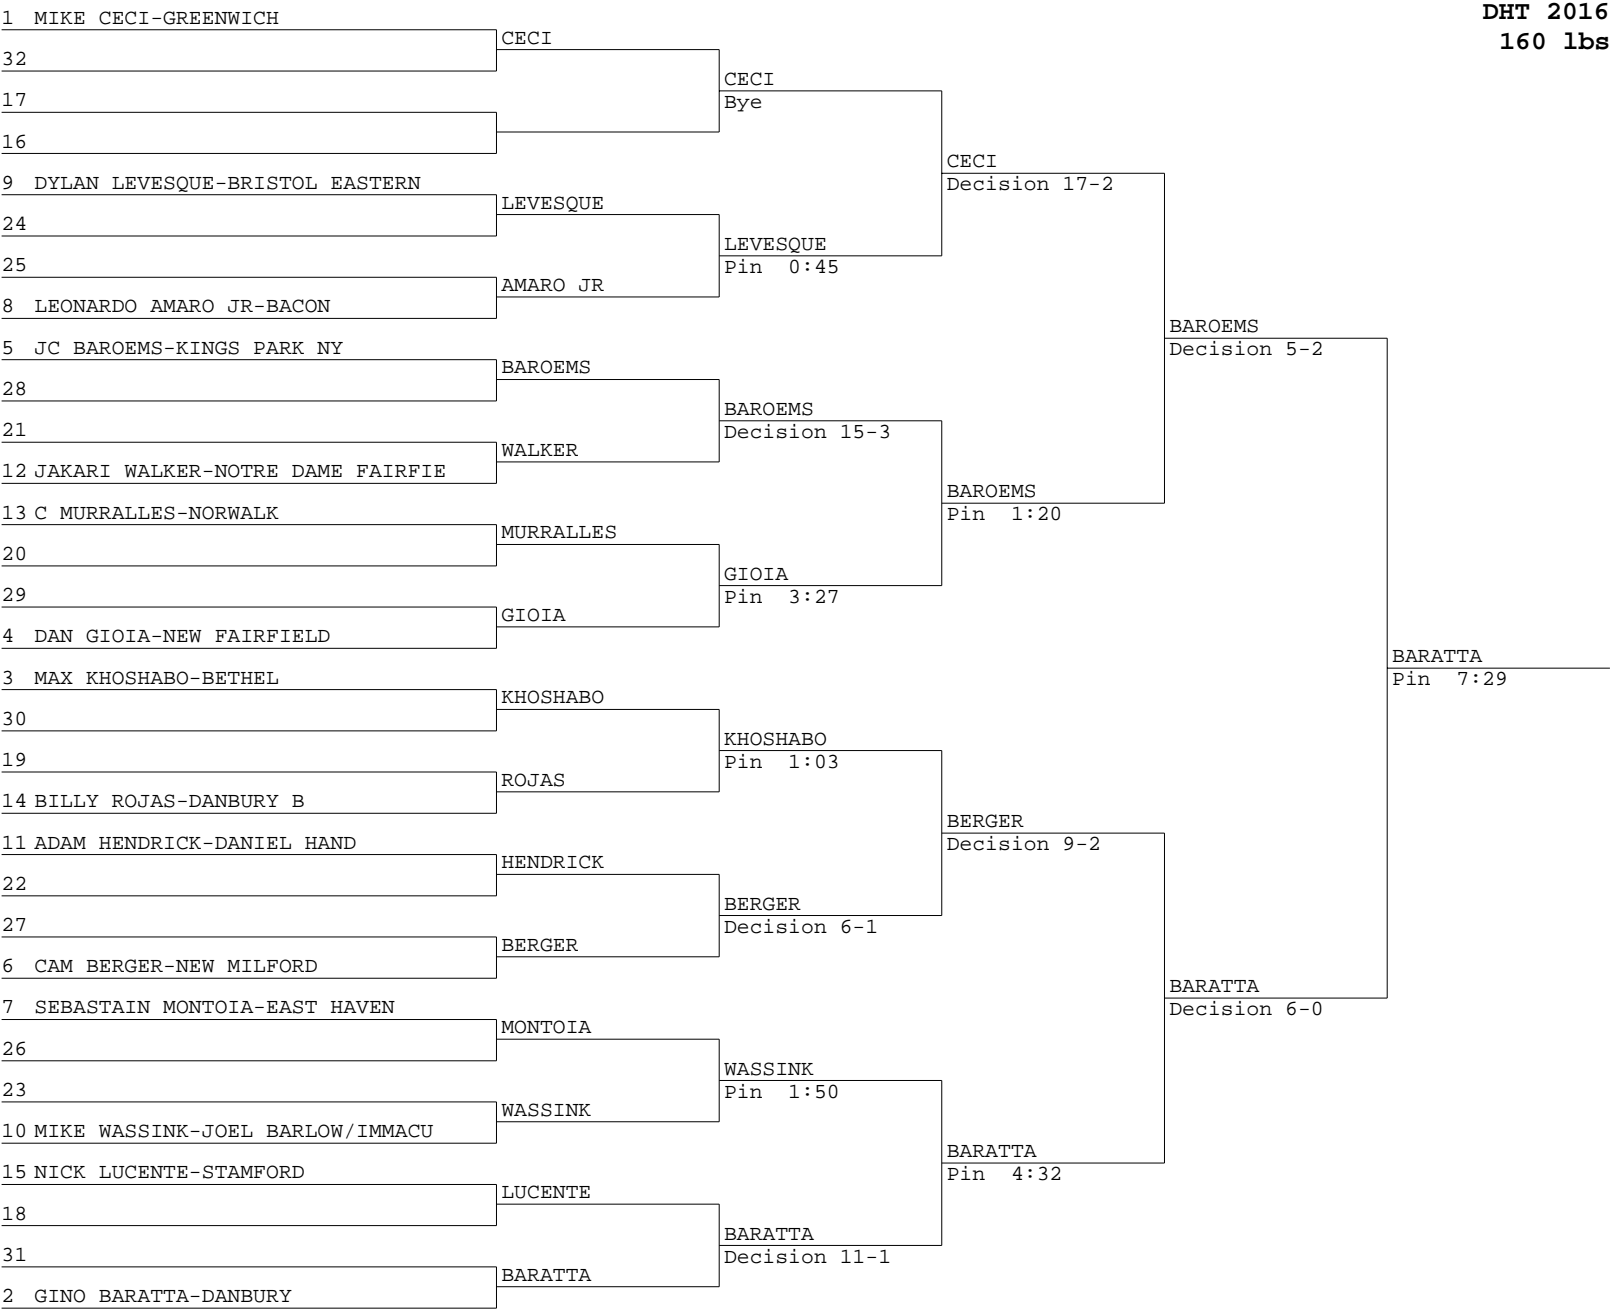 DHT 2016
160 lbs
1 MIKE CECI-GREENWICH
32
17
16
9 DYLAN LEVESQUE-BRISTOL EASTERN
24
25
8 LEONARDO AMARO JR-BACON
5 JC BAROEMS-KINGS PARK NY
28
21
12 JAKARI WALKER-NOTRE DAME FAIRFIE
13 C MURRALLES-NORWALK
20
29
4 DAN GIOIA-NEW FAIRFIELD
3 MAX KHOSHABO-BETHEL
30
19
14 BILLY ROJAS-DANBURY B
11 ADAM HENDRICK-DANIEL HAND
22
27
6 CAM BERGER-NEW MILFORD
7 SEBASTAIN MONTOIA-EAST HAVEN
26
23
10 MIKE WASSINK-JOEL BARLOW/IMMACU
15 NICK LUCENTE-STAMFORD
18
31
2 GINO BARATTA-DANBURY
CECI
LEVESQUE
AMARO JR
BAROEMS
WALKER
MURRALLES
GIOIA
KHOSHABO
ROJAS
HENDRICK
BERGER
MONTOIA
WASSINK
LUCENTE
BARATTA
CECI
Bye
LEVESQUE
Pin 0:45
BAROEMS
Decision 15-3
GIOIA
Pin 3:27
KHOSHABO
Pin 1:03
BERGER
Decision 6-1
WASSINK
Pin 1:50
BARATTA
Decision 11-1
CECI
Decision 17-2
BAROEMS
Pin 1:20
BERGER
Decision 9-2
BARATTA
Pin 4:32
BAROEMS
Decision 5-2
BARATTA
Decision 6-0
BARATTA
Pin 7:29